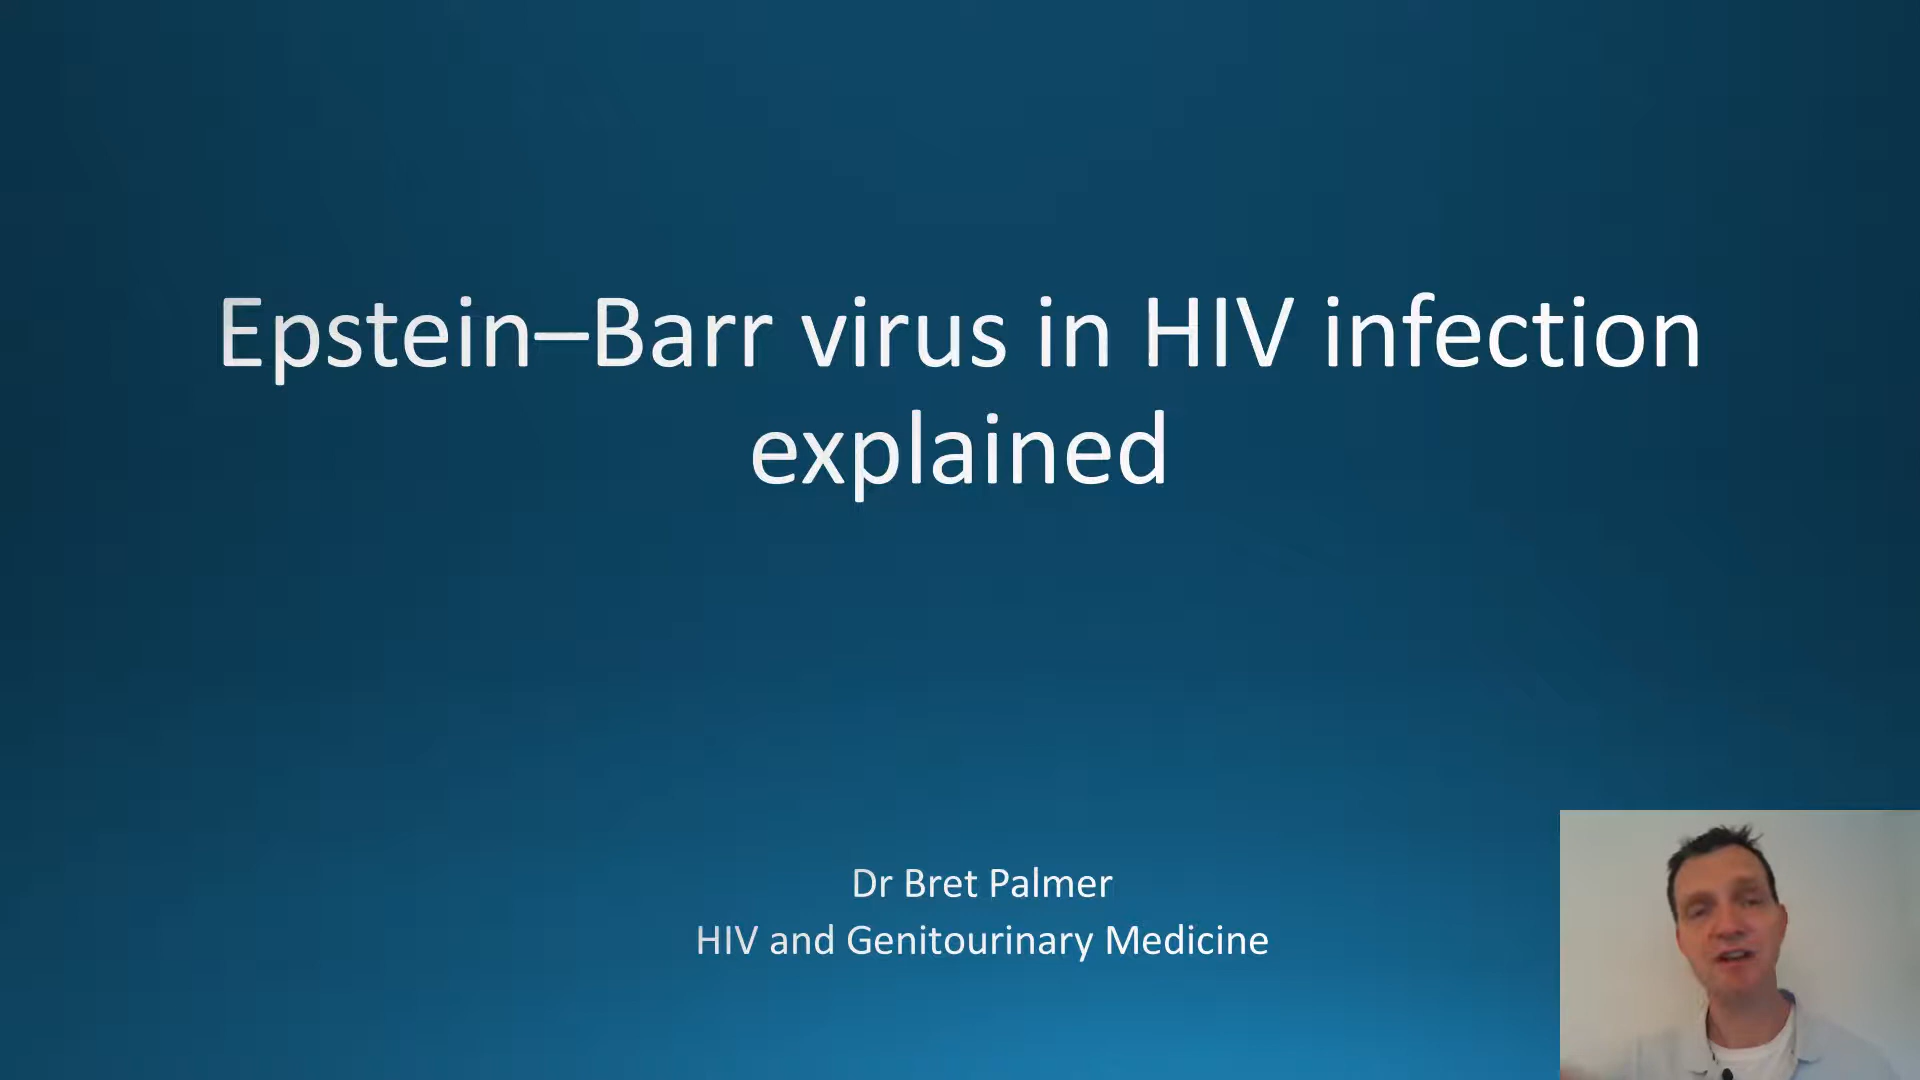 Epstein–Barr virus in HIV infection
explained
Dr Bret Palmer
HIV and Genitourinary Medicine